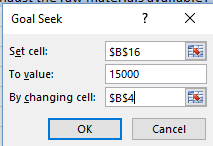 Goal Seek
?
Set cell:
$B$16
To value:
15000
By changing cell:
$B$4
OK
Cancel